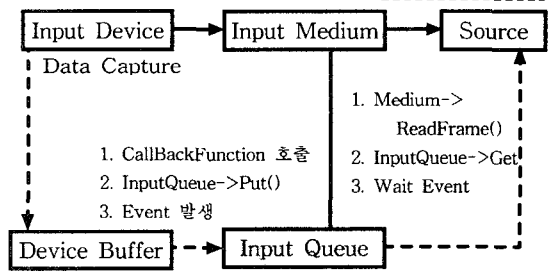 Input Device
Input Medium
Source
Data Capture
1. Medium->
ReadFrame()
2. InputQueue->Get
3. Wait Event
1. CallBackFunction 호출
2. InputQueue->Put()
3. Event 발생
Device Buffer
Input Queue